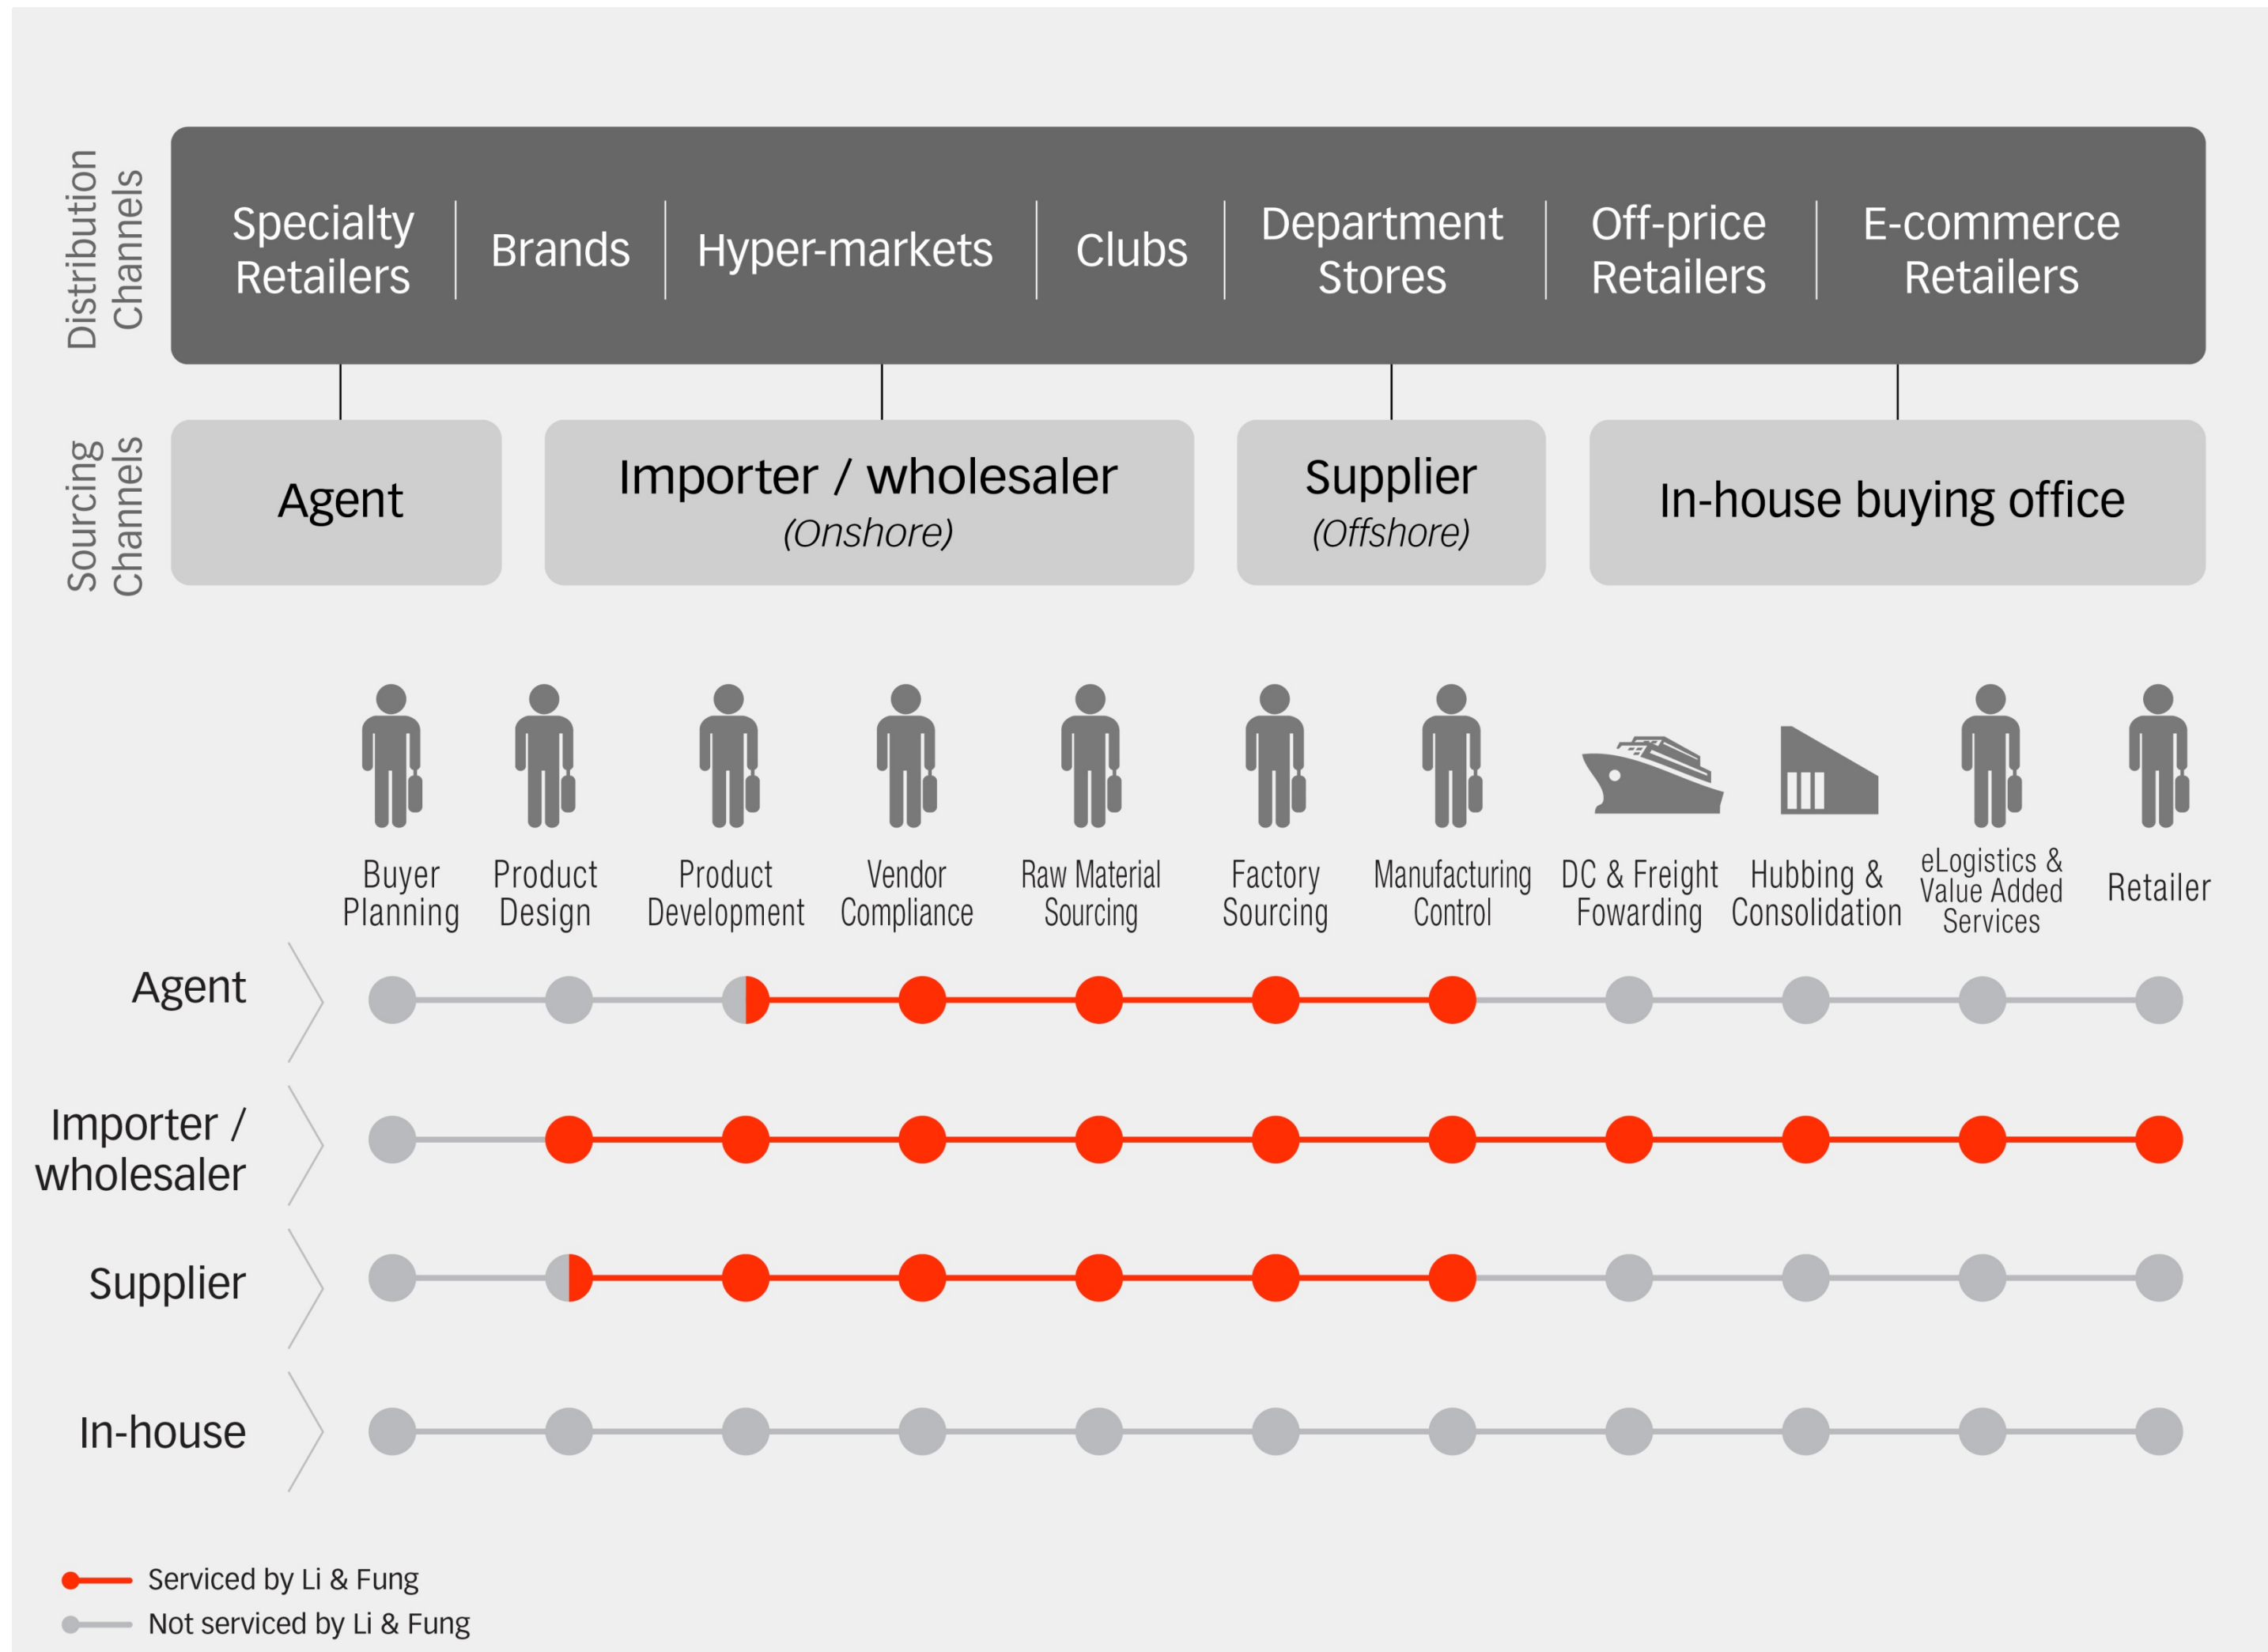 Distribution
Channels
Specialty
Retailers
Brands
Hyper-markets
Clubs
Department
Stores
Off-price
Retailers
E-commerce
Retailers
Sourcing
Channels
Agent
Importer / wholesaler
(Onshore)
Supplier
(Offshore)
In-house buying office
Buyer
Planning
Product
Design
Product
Development
Vendor
Compliance
Raw Material
Sourcing
Factory
Sourcing
Manufacturing
Control
DC & Freight
Fowarding
Hubbing &
Consolidation
eLogistics &
Value Added
Services
Retailer
Agent
Importer /
wholesaler
Supplier
In-house
Serviced by Li & Fung
Not serviced by Li & Fung